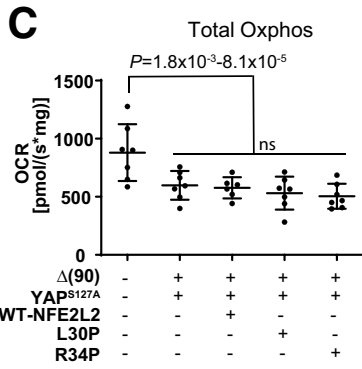 C
Total Oxphos
P=1.8x10⁻³-8.1x10⁻⁵
ns
OCR
[pmol/(s*mg)]
1500
1000
500
0
Δ(90) - + + + +
YAPˢ¹²⁷ᴬ - + + + +
WT-NFE2L2 - - + - -
L30P - - - + -
R34P - - - - +